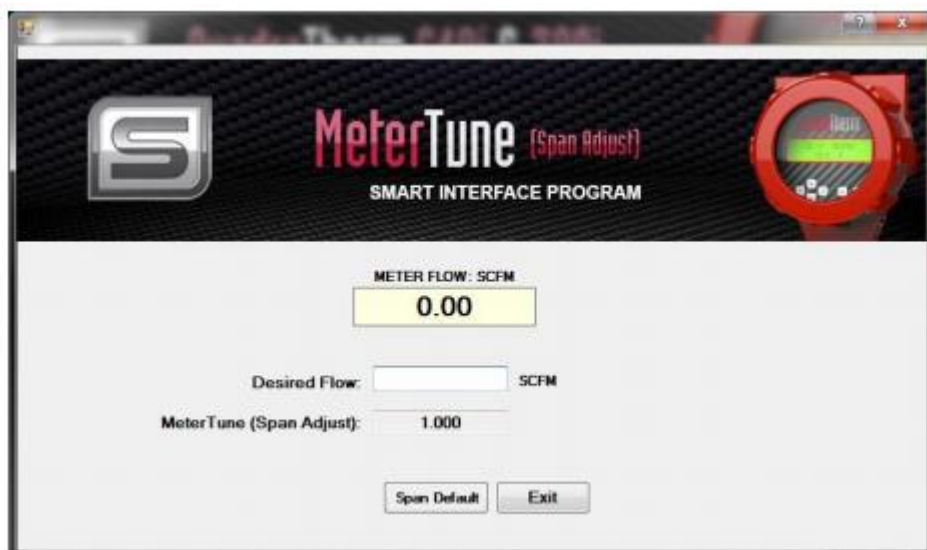 MeterTune (Span Adjust)
SMART INTERFACE PROGRAM
METER FLOW: SCFM
0.00
Desired Flow: SCFM
MeterTune (Span Adjust): 1.000
Span Default Exit